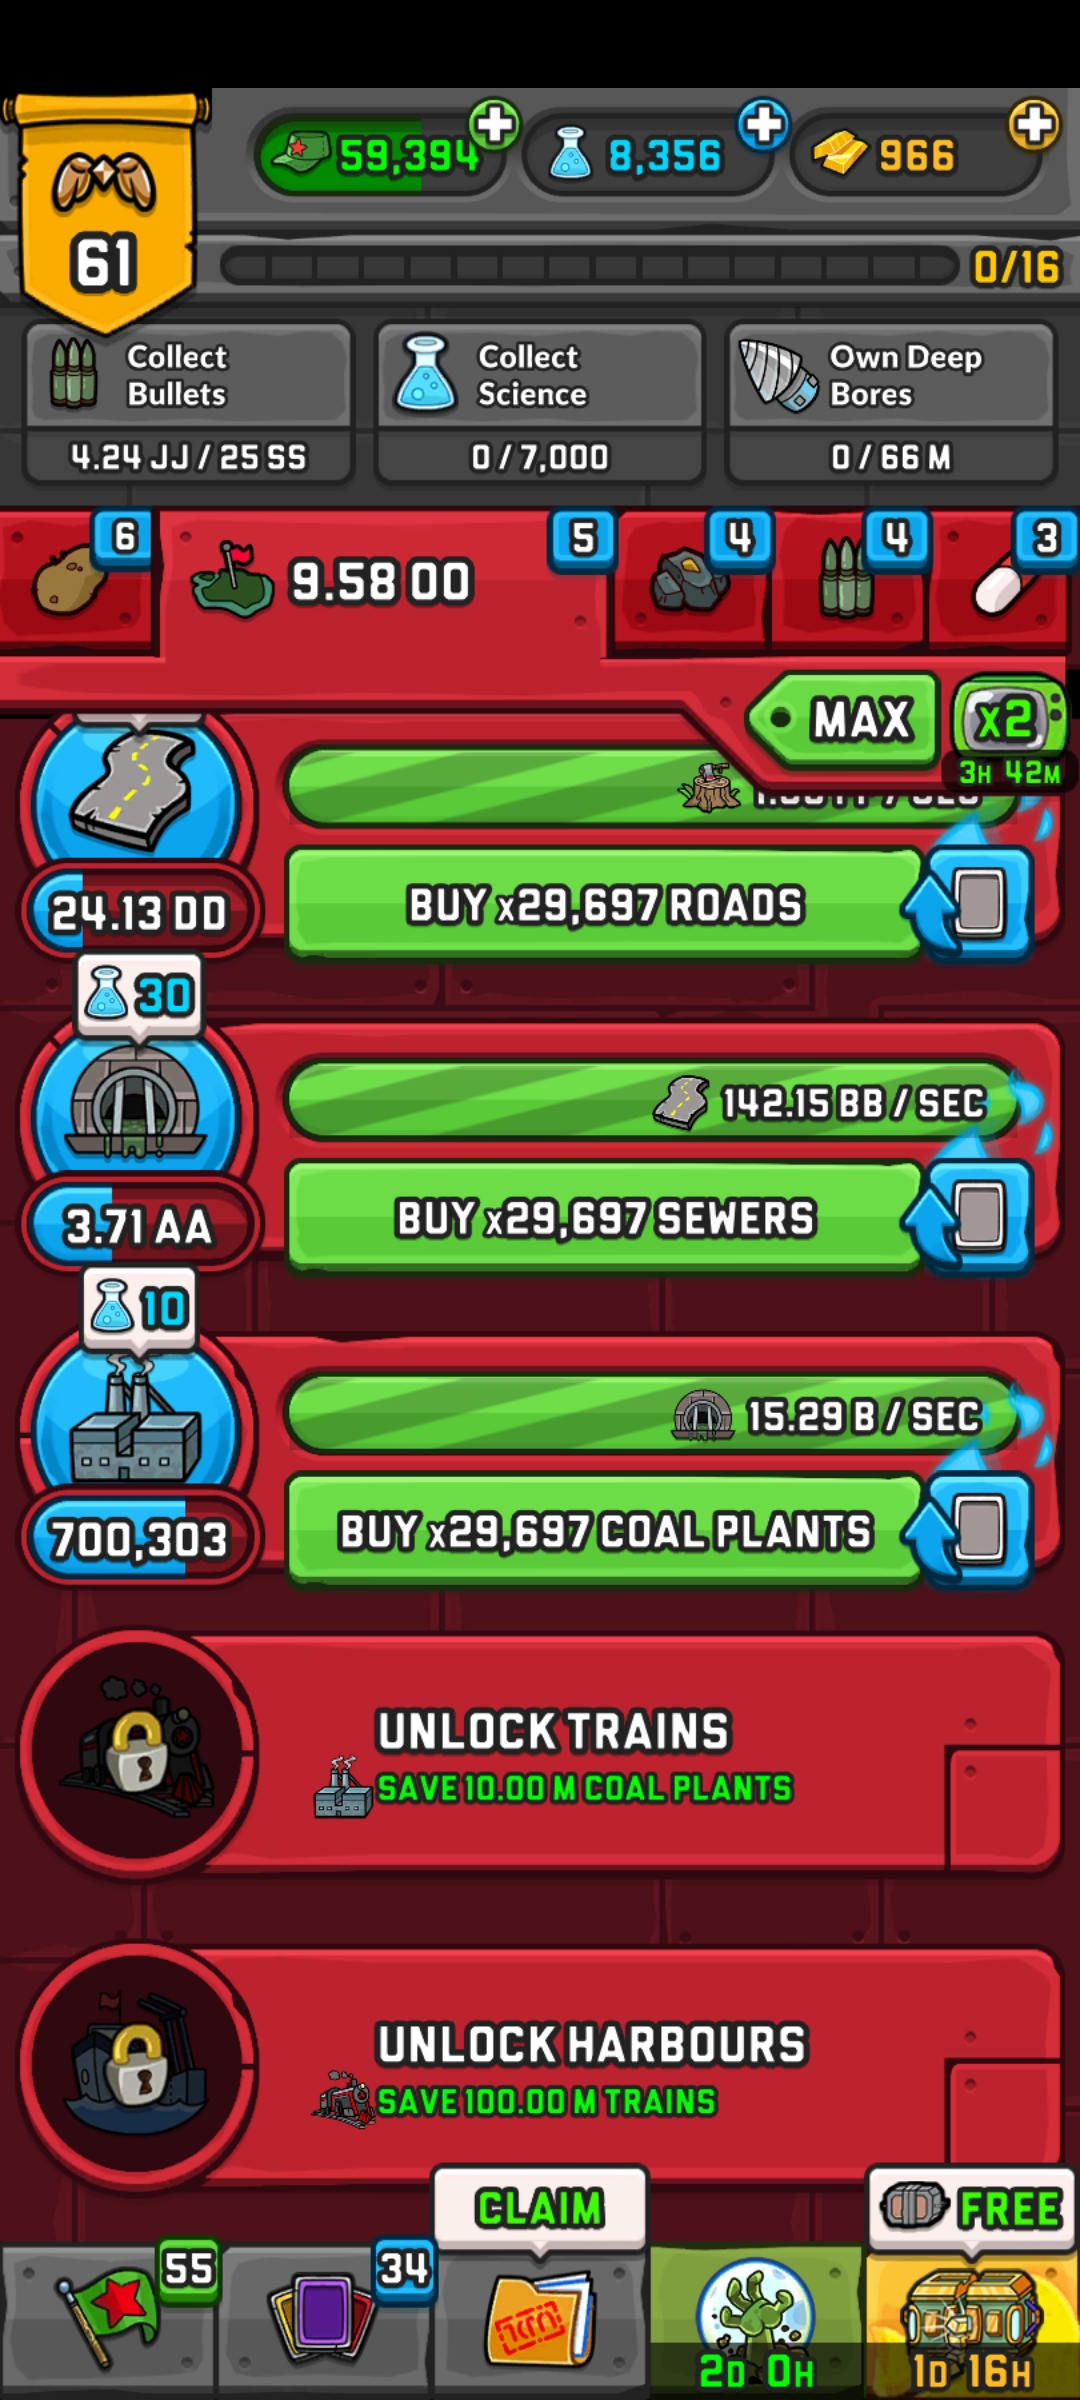 59,394
8,356
966
61
0/16
Collect
Bullets
4.24 JJ / 25 SS
Collect
Science
0 / 7,000
Own Deep
Bores
0 / 66 M
6
9.58 OO
5
4
4
3
MAX
x2
3H 42M
24.13 DD
BUY x29,697 ROADS
30
142.15 BB / SEC
3.71 AA
BUY x29,697 SEWERS
10
15.29 B / SEC
700,303
BUY x29,697 COAL PLANTS
UNLOCK TRAINS
SAVE 10.00 M COAL PLANTS
UNLOCK HARBOURS
SAVE 100.00 M TRAINS
CLAIM
FREE
55
34
2D 0H
1D 16H